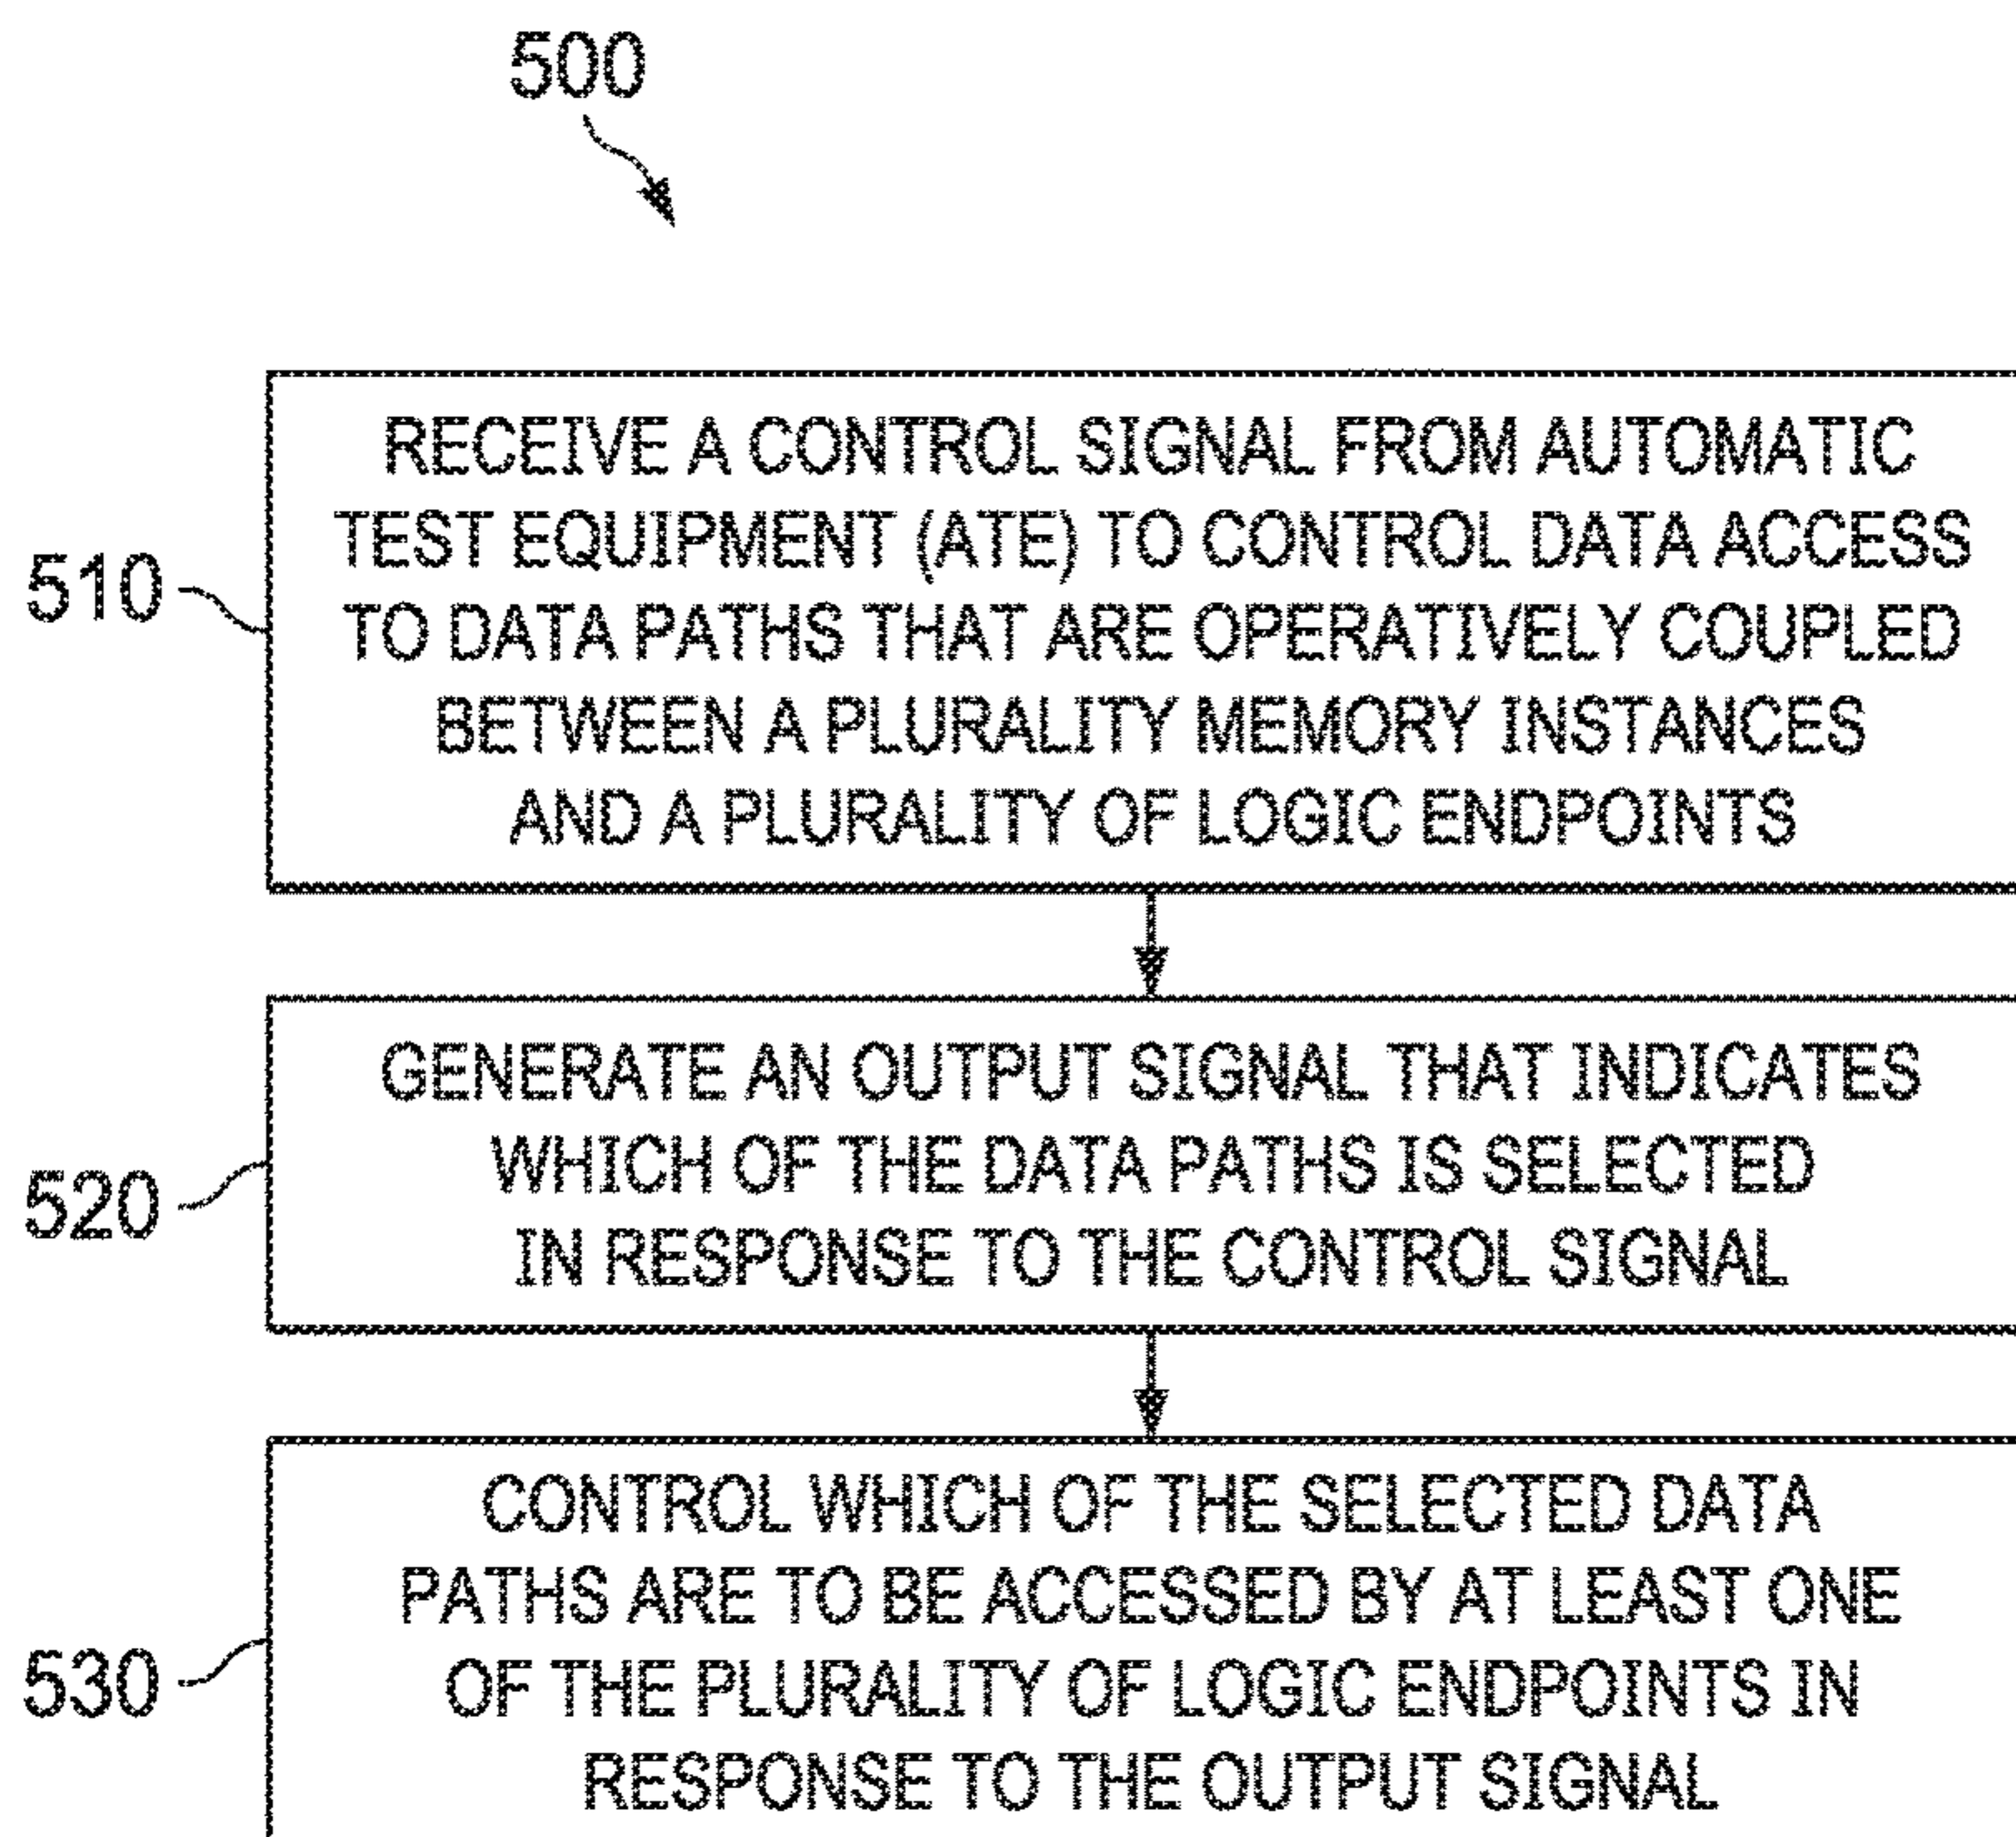 500
510
RECEIVE A CONTROL SIGNAL FROM AUTOMATIC
TEST EQUIPMENT (ATE) TO CONTROL DATA ACCESS
TO DATA PATHS THAT ARE OPERATIVELY COUPLED
BETWEEN A PLURALITY MEMORY INSTANCES
AND A PLURALITY OF LOGIC ENDPOINTS
520
GENERATE AN OUTPUT SIGNAL THAT INDICATES
WHICH OF THE DATA PATHS IS SELECTED
IN RESPONSE TO THE CONTROL SIGNAL
530
CONTROL WHICH OF THE SELECTED DATA
PATHS ARE TO BE ACCESSED BY AT LEAST ONE
OF THE PLURALITY OF LOGIC ENDPOINTS IN
RESPONSE TO THE OUTPUT SIGNAL